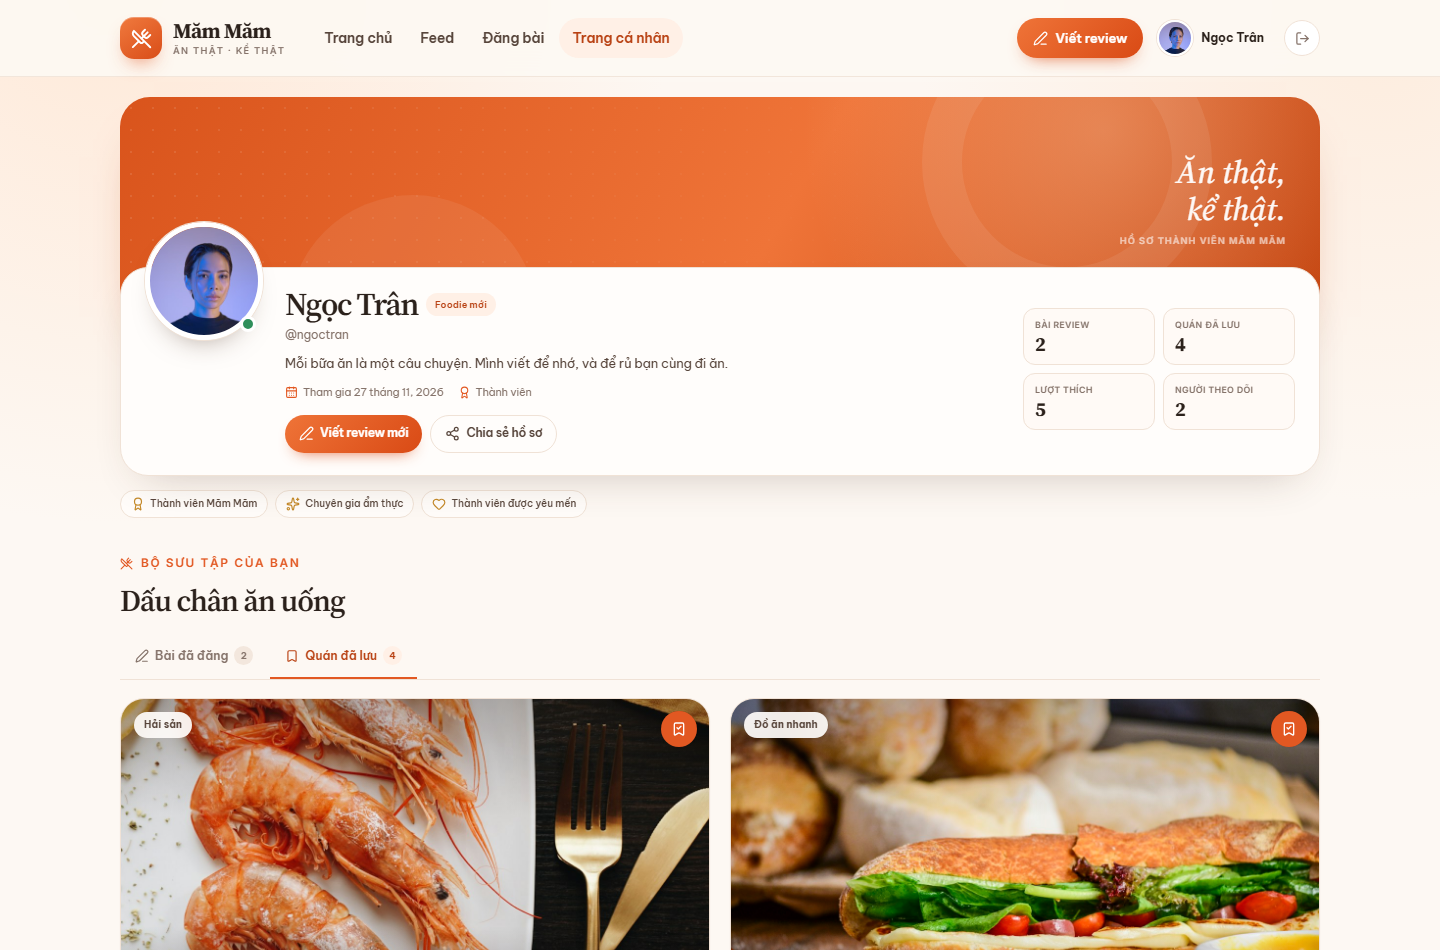 Măm Măm
ĂN THẬT · KỂ THẬT
Trang chủ
Feed
Đăng bài
Trang cá nhân
Viết review
Ngọc Trân
Ăn thật,
kể thật.
HỒ SƠ THÀNH VIÊN MĂM MĂM
Ngọc Trân
Foodie mới
@ngoctran
Mỗi bữa ăn là một câu chuyện. Mình viết để nhớ, và để rủ bạn cùng đi ăn.
Tham gia 27 tháng 11, 2026
Thành viên
Viết review mới
Chia sẻ hồ sơ
BÀI REVIEW
2
QUÁN ĐÃ LƯU
4
LƯỢT THÍCH
5
NGƯỜI THEO DÕI
2
Thành viên Măm Măm
Chuyên gia ẩm thực
Thành viên được yêu mến
BỘ SƯU TẬP CỦA BẠN
Dấu chân ăn uống
Bài đã đăng 2
Quán đã lưu 4
Hải sản
Đồ ăn nhanh